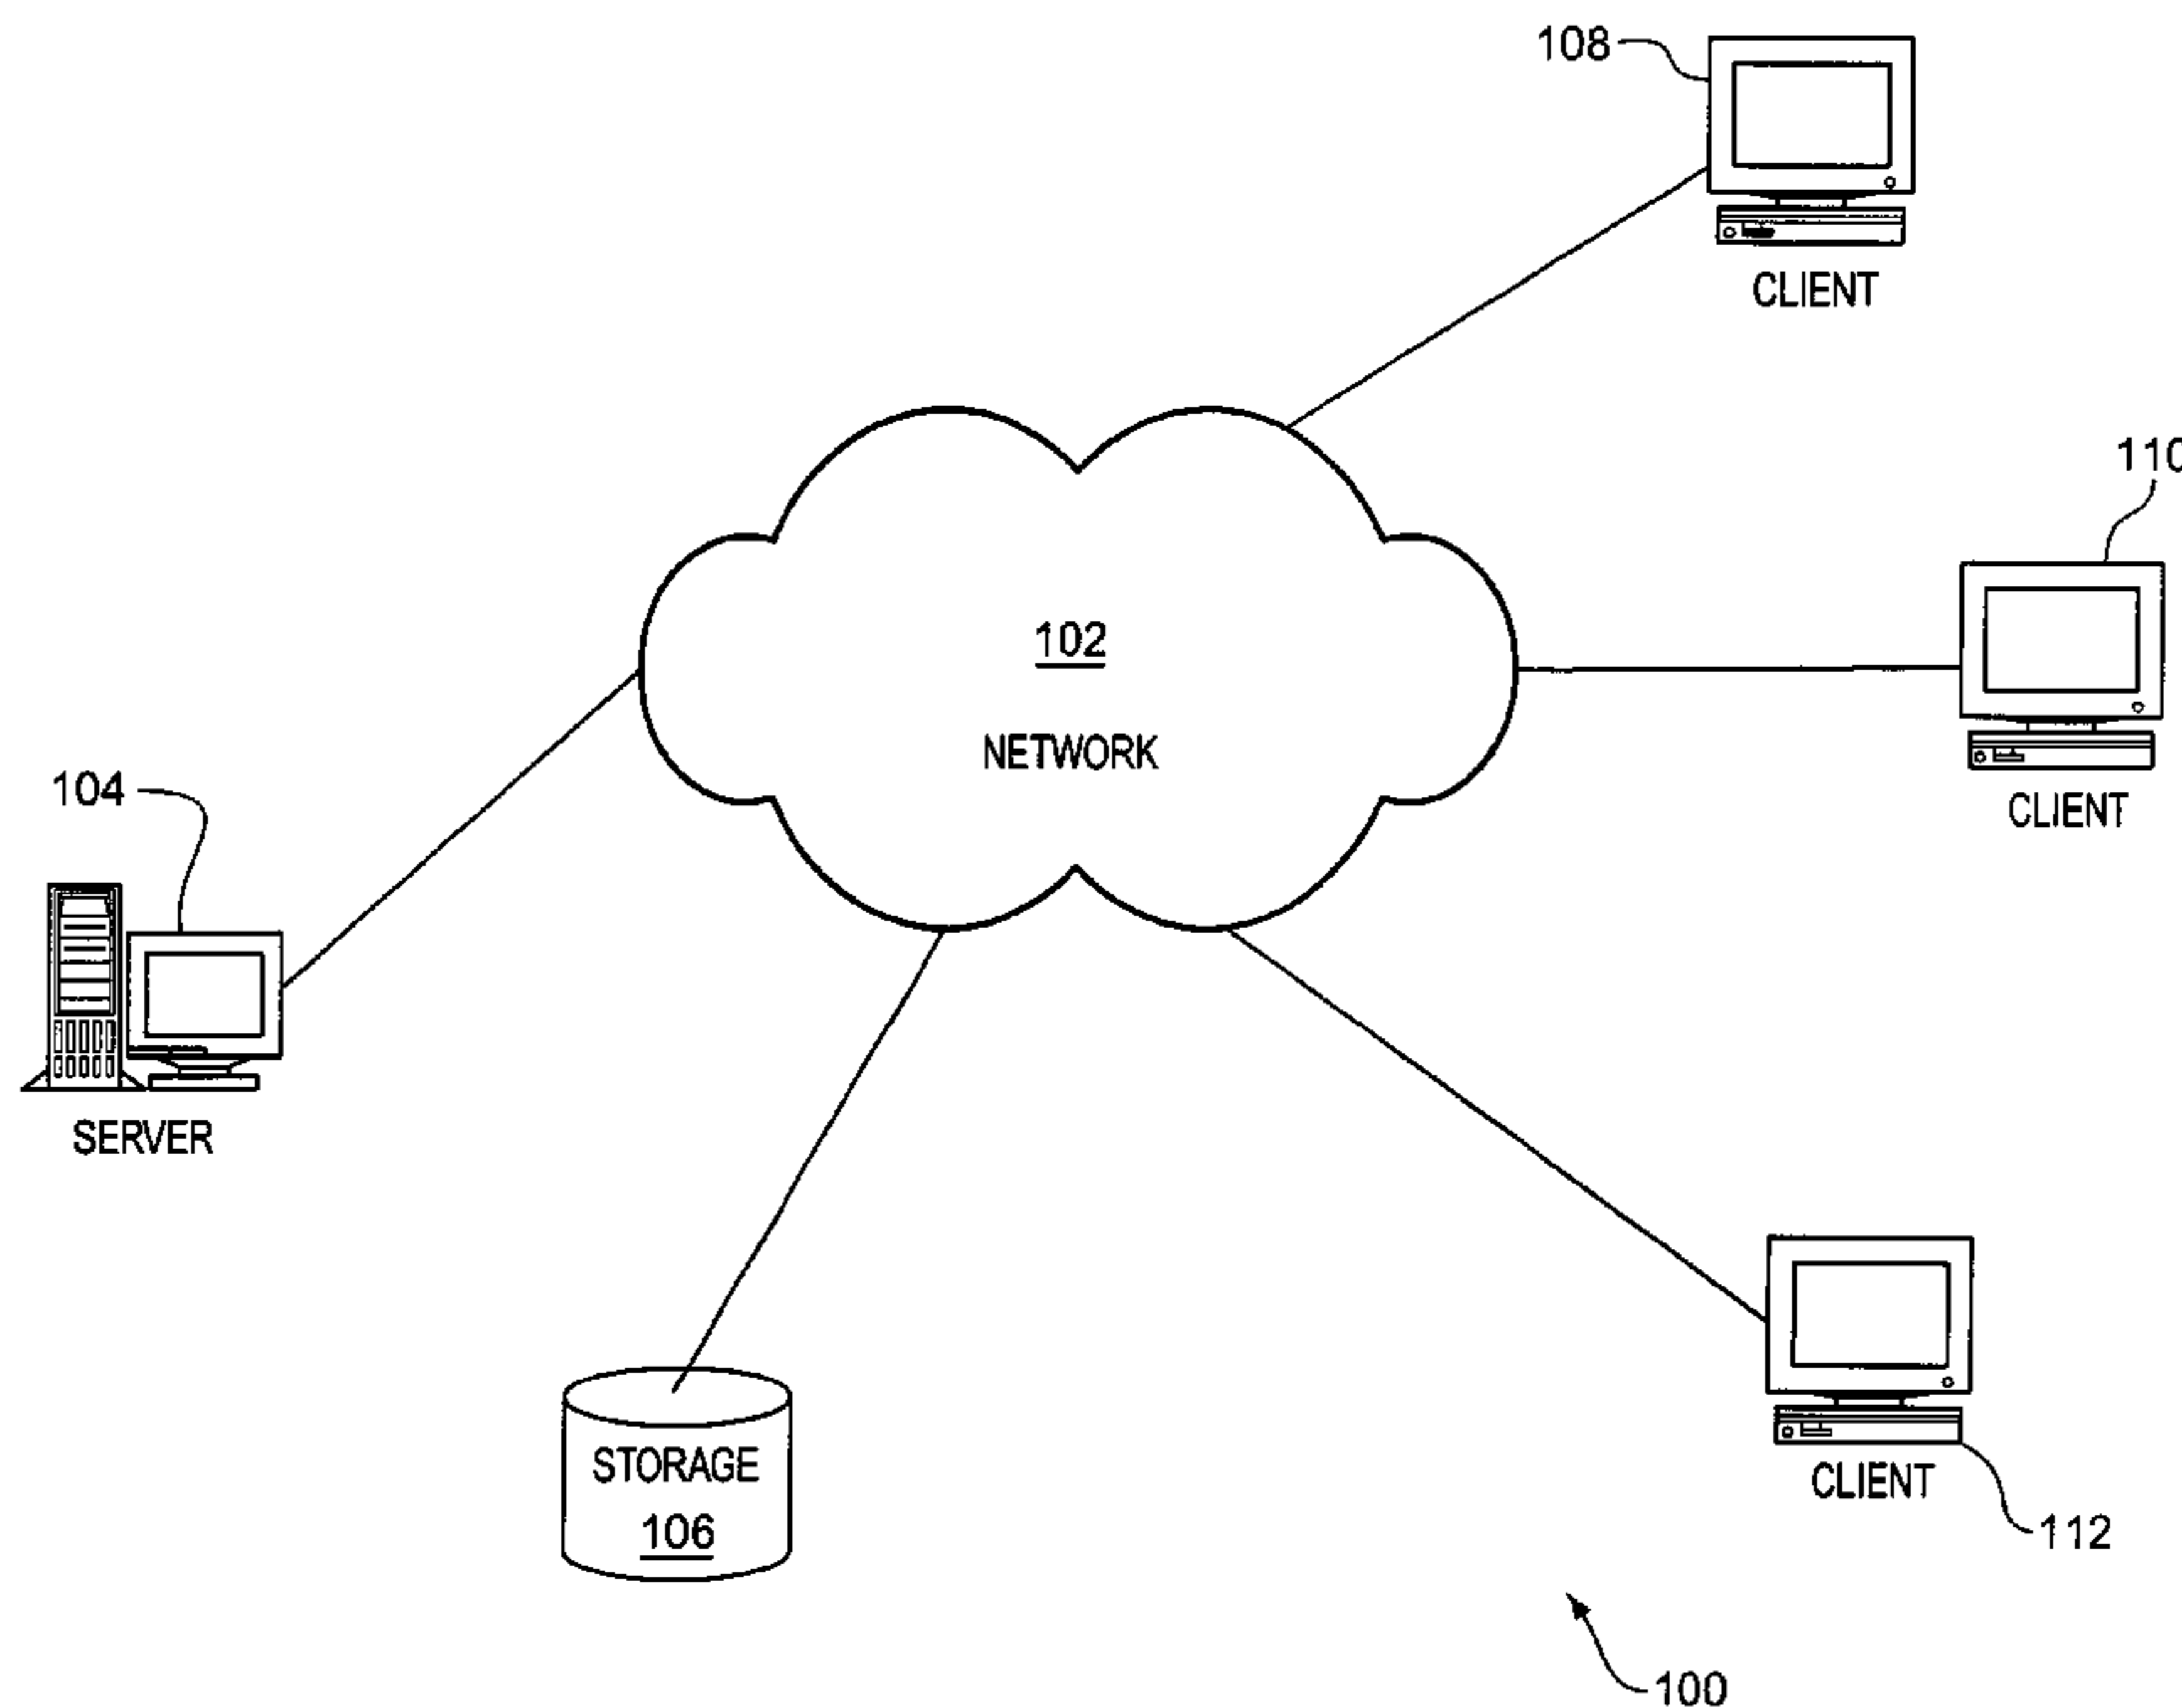 108
CLIENT
110
102
NETWORK
CLIENT
104
SERVER
STORAGE
106
CLIENT
112
100